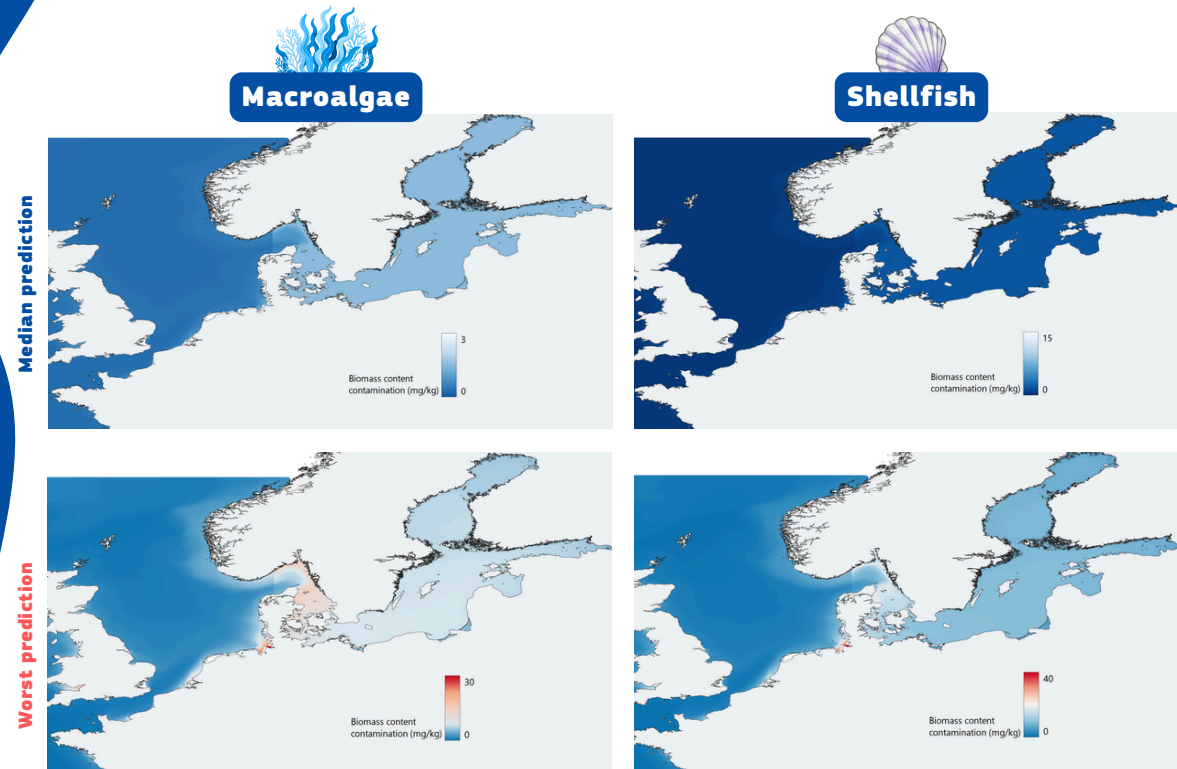 Macroalgae
Shellfish
Median prediction
3
Biomass content
contamination (mg/kg)
0
15
Biomass content
contamination (mg/kg)
0
Worst prediction
30
Biomass content
contamination (mg/kg)
0
40
Biomass content
contamination (mg/kg)
0